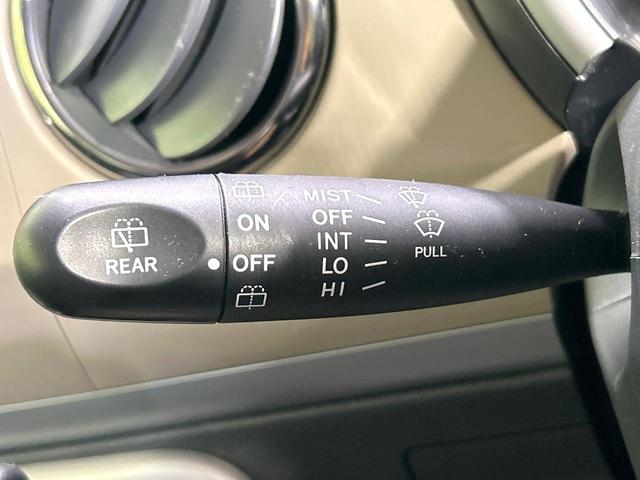 REAR
ON
OFF
MIST
OFF
INT
LO
HI
PULL